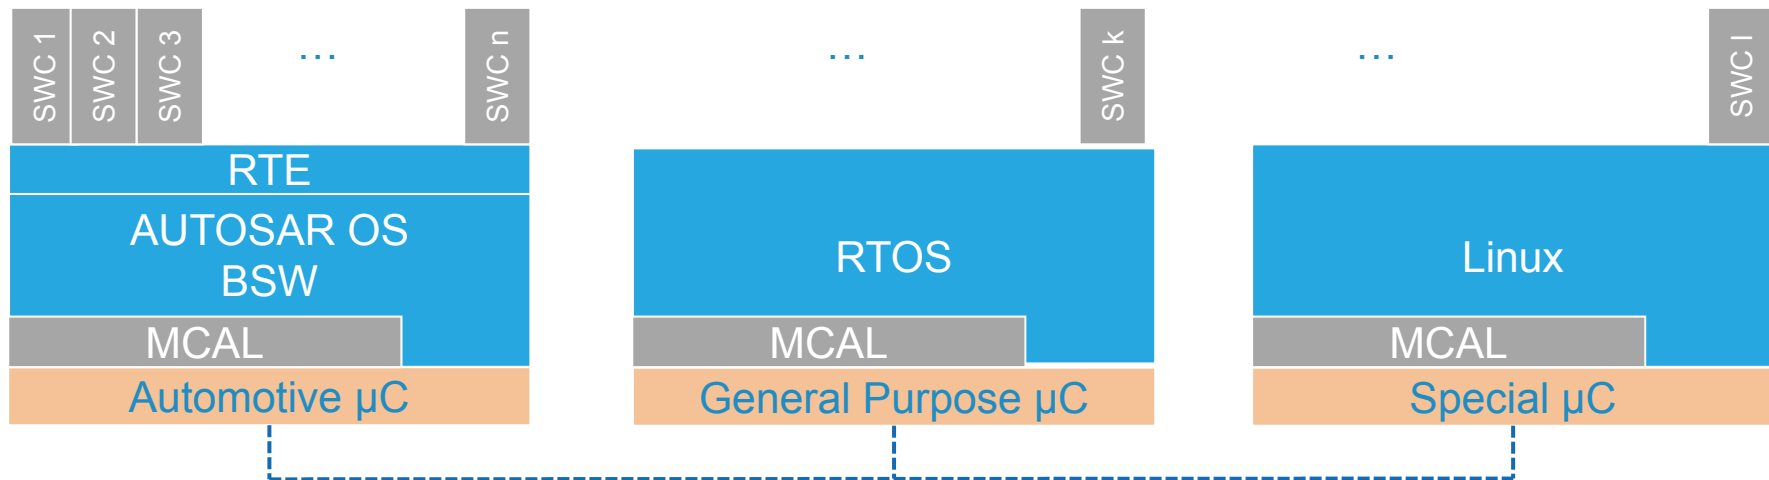 SWC 1
SWC 2
SWC 3
...
SWC n
...
SWC k
...
SWC l
RTE
AUTOSAR OS
BSW
MCAL
Automotive µC
RTOS
MCAL
General Purpose µC
Linux
MCAL
Special µC